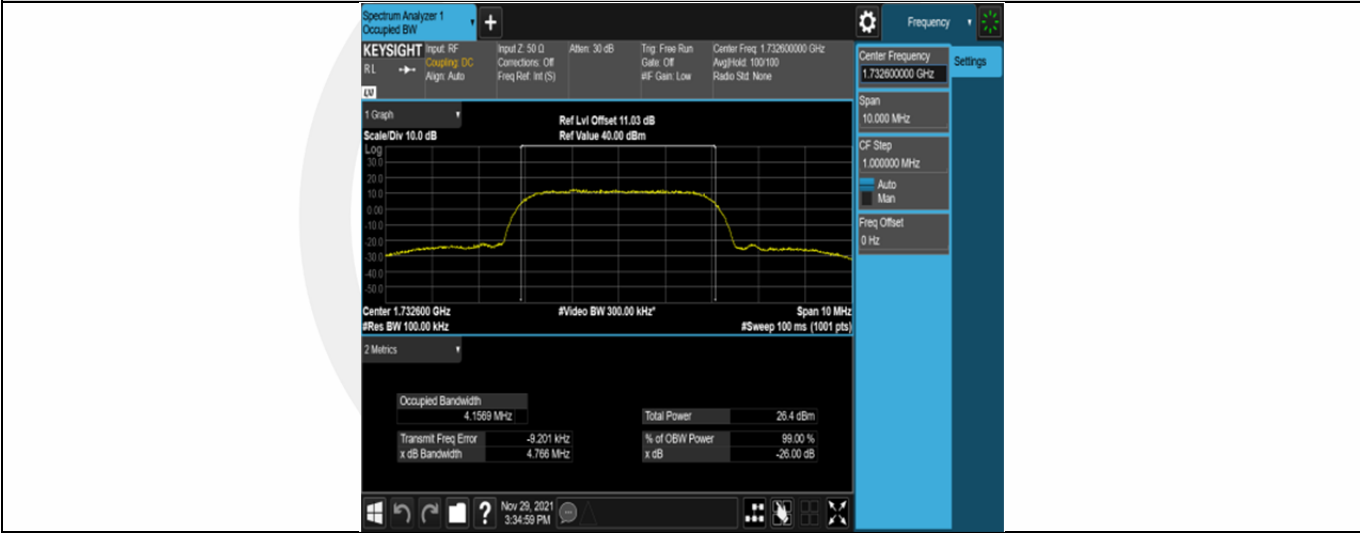 Spectrum Analyzer 1
Occupied BW
+
Frequency
KEYSIGHT Input: RF Input Z: 50 Ω Atten: 30 dB Trig: Free Run Center Freq: 1.732600000 GHz
RL Coupling: DC Corrections: Off Gate: Off Avg|Hold: 100/100
Align: Auto Freq Ref: Int (S) #IF Gain: Low Radio Std: None
LXI
Center Frequency
1.732600000 GHz
Settings
Span
10.000 MHz
CF Step
1.000000 MHz
Auto
Man
Freq Offset
0 Hz
1 Graph
Ref Lvl Offset 11.03 dB
Scale/Div 10.0 dB Ref Value 40.00 dBm
Log
30.0
20.0
10.0
0.00
-10.0
-20.0
-30.0
-40.0
-50.0
Center 1.732600 GHz #Video BW 300.00 kHz* Span 10 MHz
#Res BW 100.00 kHz #Sweep 100 ms (1001 pts)
2 Metrics
Occupied Bandwidth
4.1569 MHz Total Power 26.4 dBm
Transmit Freq Error -9.201 kHz % of OBW Power 99.00 %
x dB Bandwidth 4.766 MHz x dB -26.00 dB
?
Nov 29, 2021
3:34:59 PM